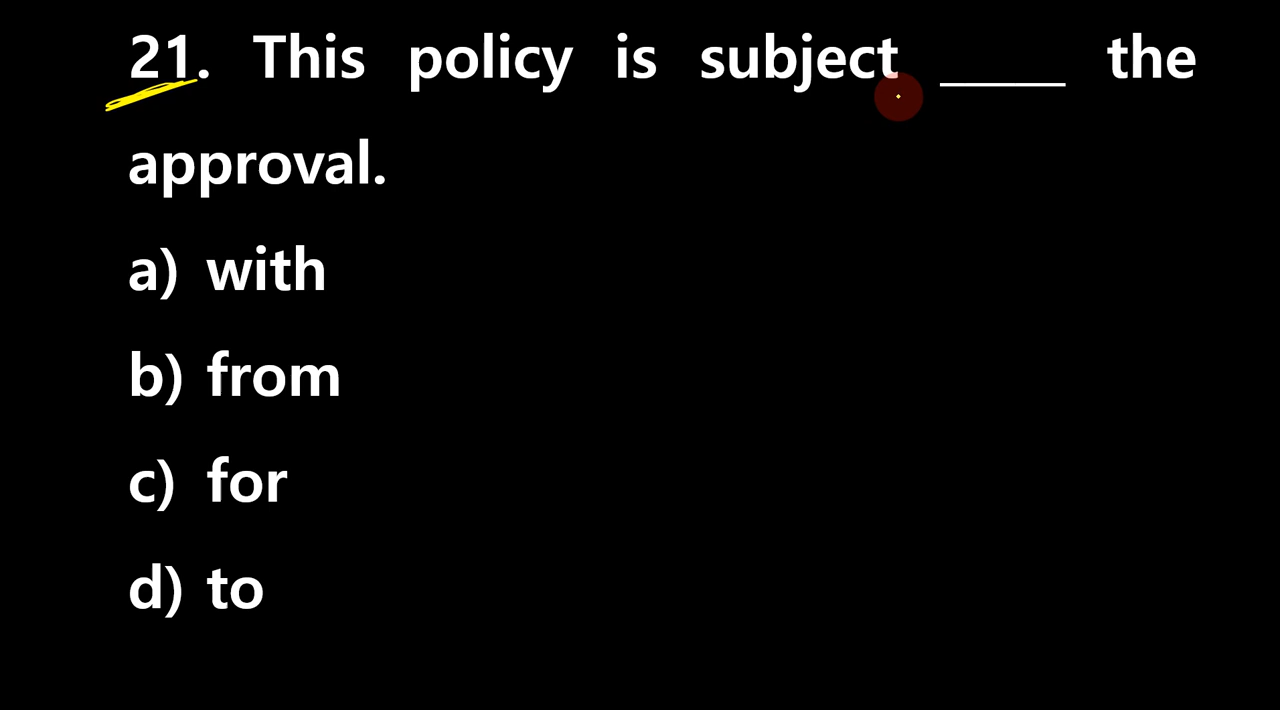 21. This policy is subject _____ the
approval.
a) with
b) from
c) for
d) to